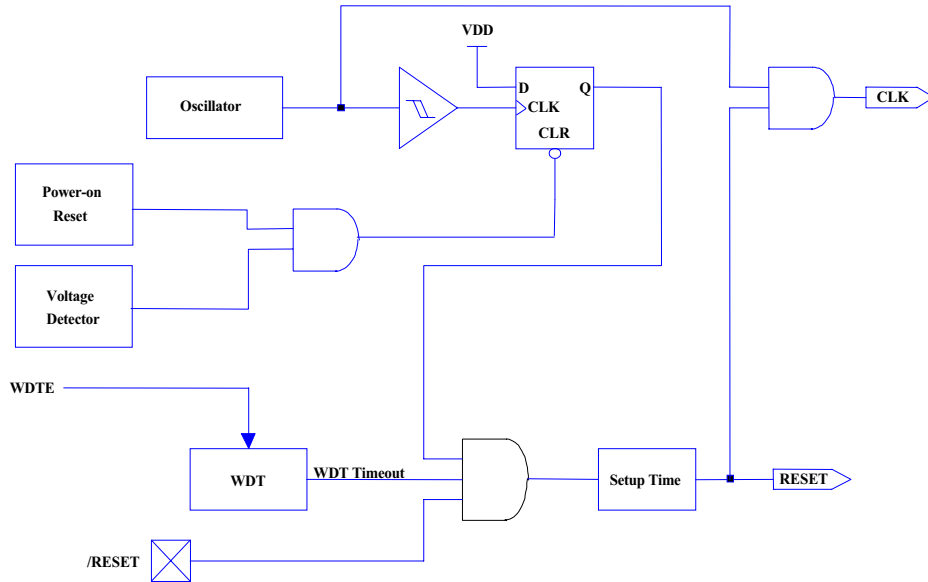 VDD
Oscillator
D
Q
CLK
CLR
CLK
Power-on
Reset
Voltage
Detector
WDTE
WDT
WDT Timeout
Setup Time
RESET
/RESET